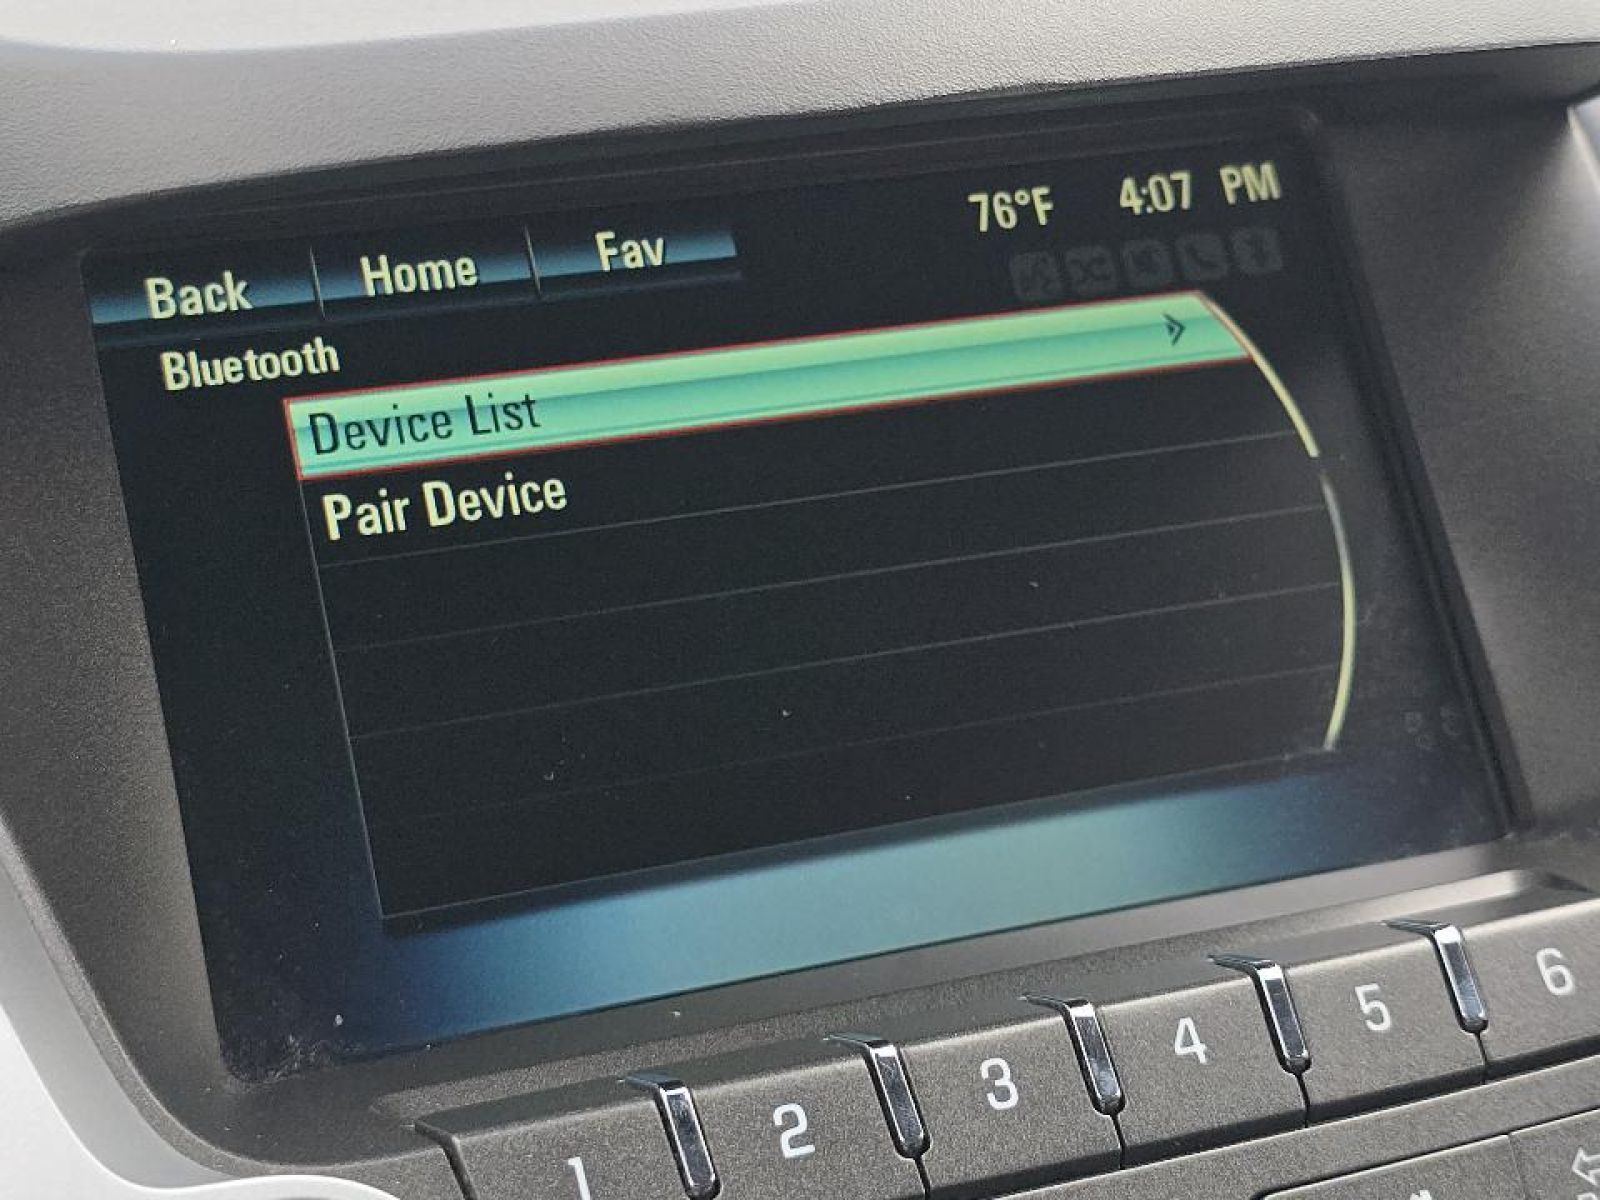 76°F 4:07 PM
Back Home Fav
Bluetooth
Device List
Pair Device
1 2 3 4 5 6